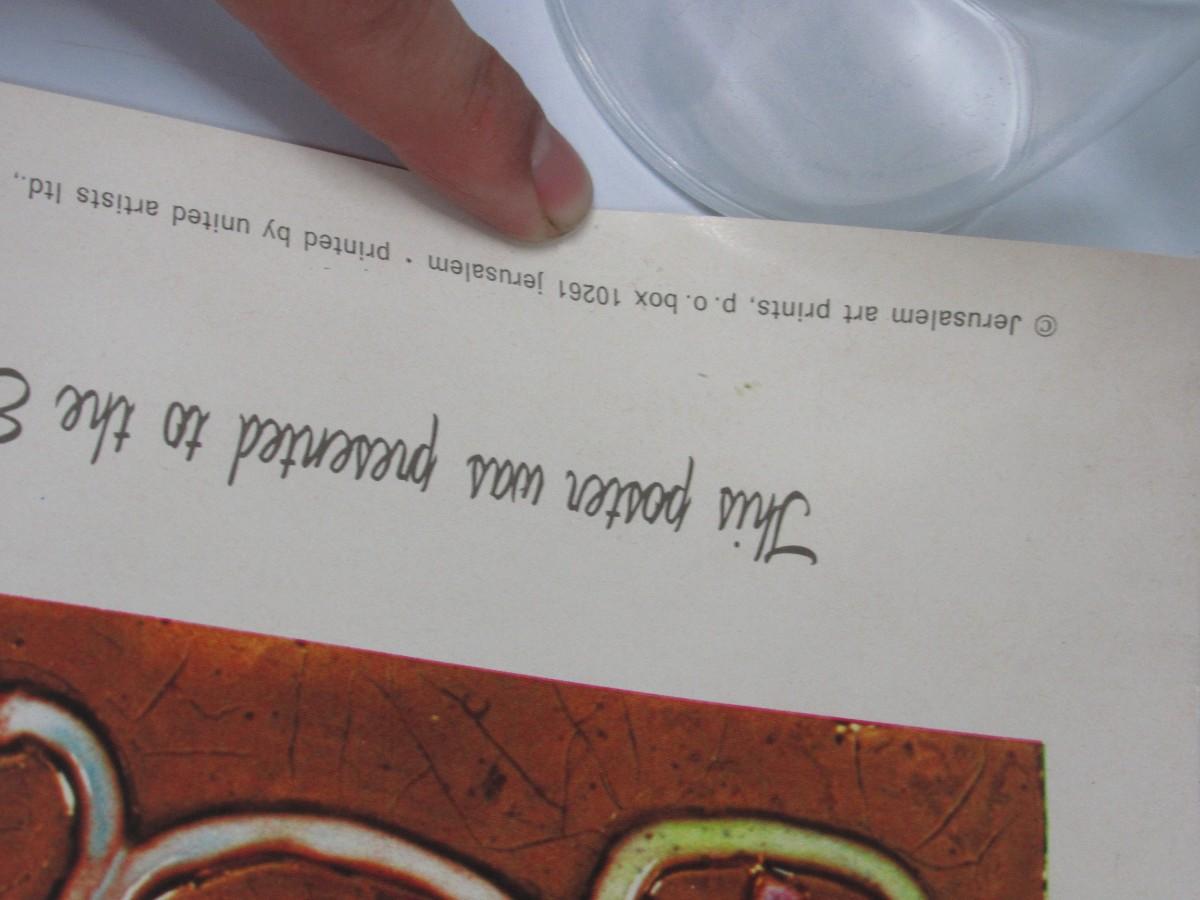 This poster was presented to the
© Jerusalem art prints, p.o. box 10261 jerusalem • printed by united artists ltd.,